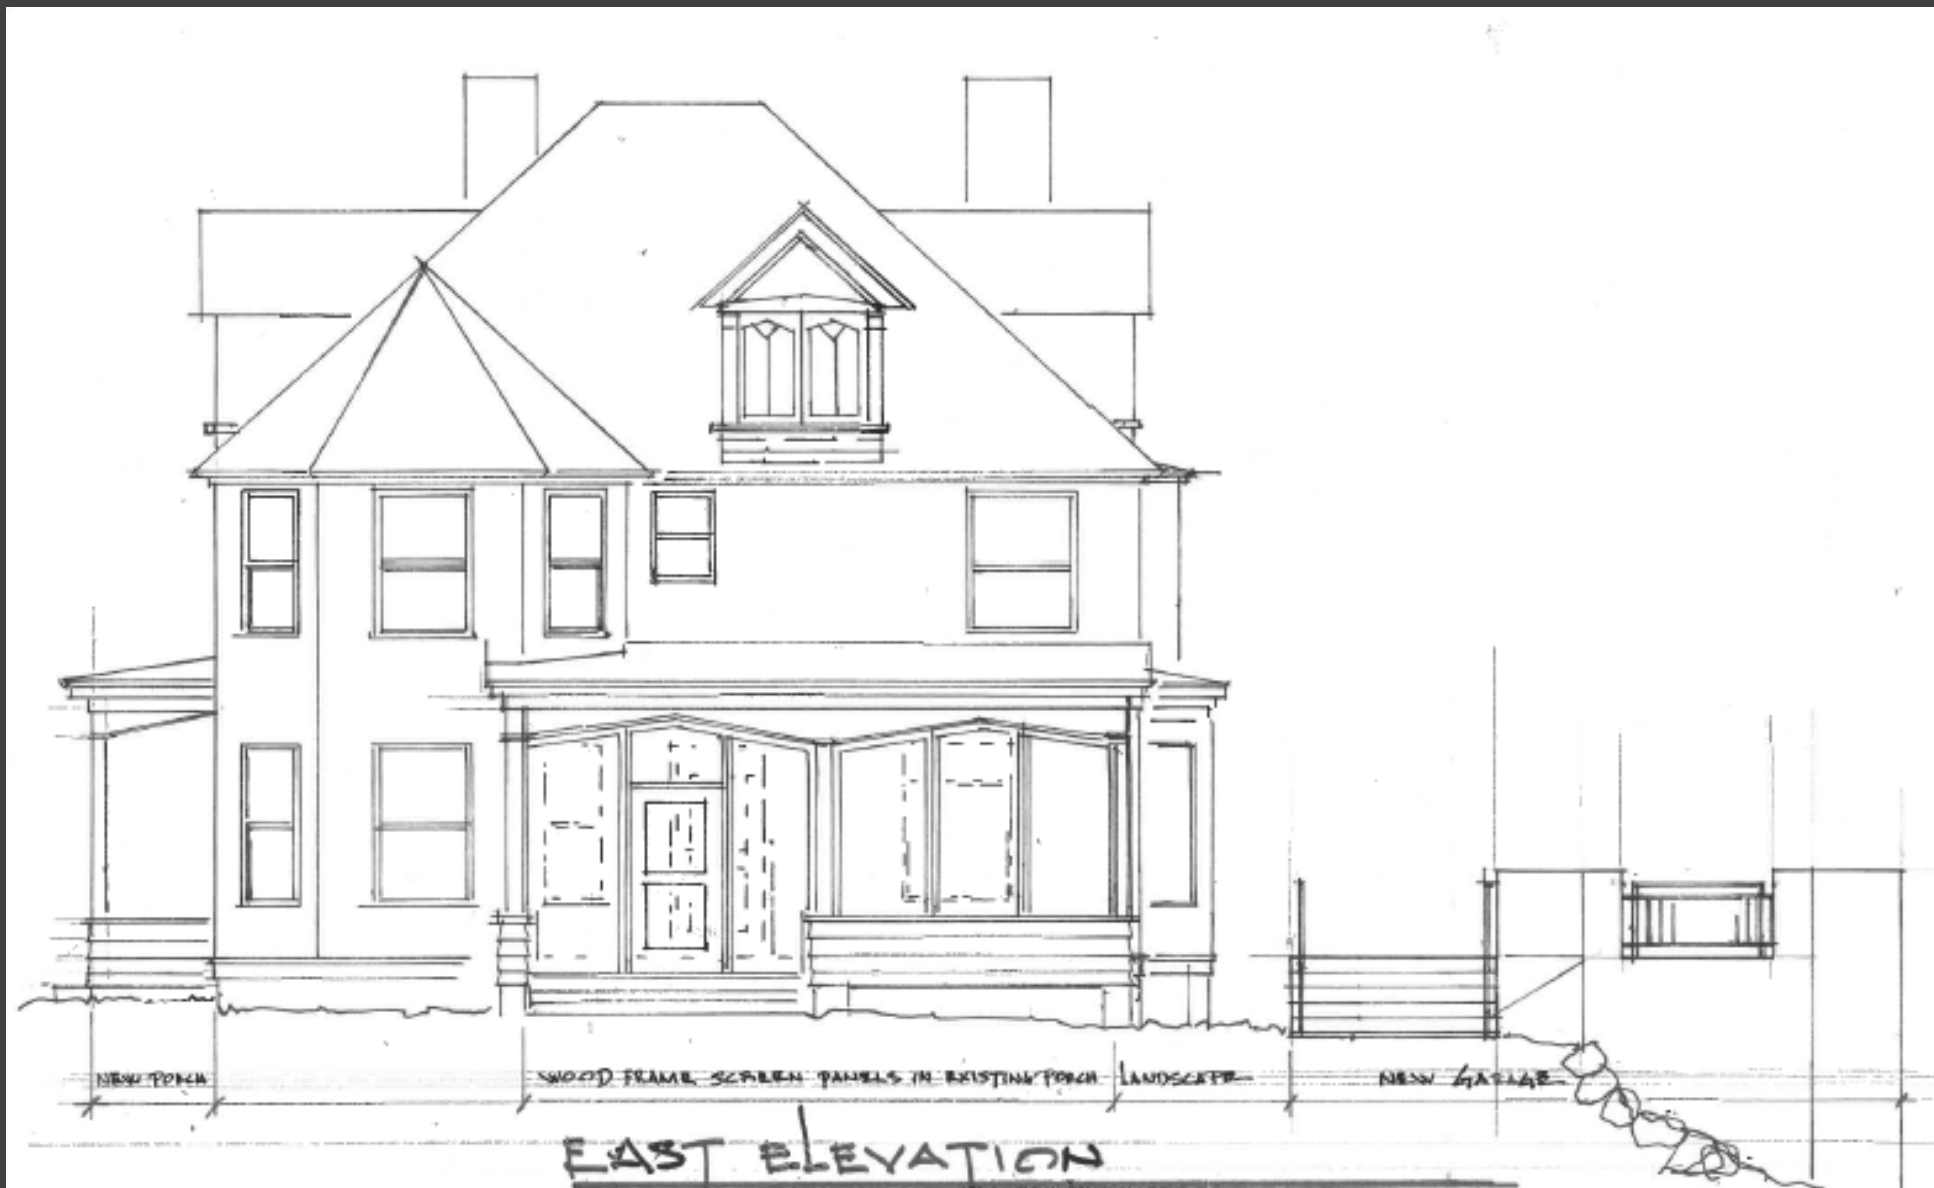 NEW PORCH
WOOD FRAME SCREEN PANELS IN EXISTING PORCH
LANDSCAPE
NEW GARAGE
EAST ELEVATION